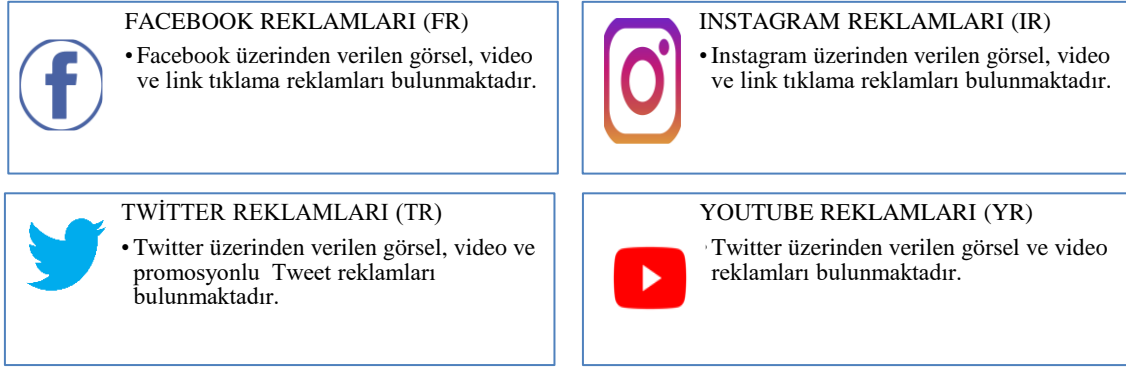 FACEBOOK REKLAMLARI (FR)
• Facebook üzerinden verilen görsel, video
ve link tıklama reklamları bulunmaktadır.
INSTAGRAM REKLAMLARI (IR)
• Instagram üzerinden verilen görsel, video
ve link tıklama reklamları bulunmaktadır.
TWİTTER REKLAMLARI (TR)
• Twitter üzerinden verilen görsel, video ve
promosyonlu Tweet reklamları
bulunmaktadır.
YOUTUBE REKLAMLARI (YR)
• Twitter üzerinden verilen görsel ve video
reklamları bulunmaktadır.